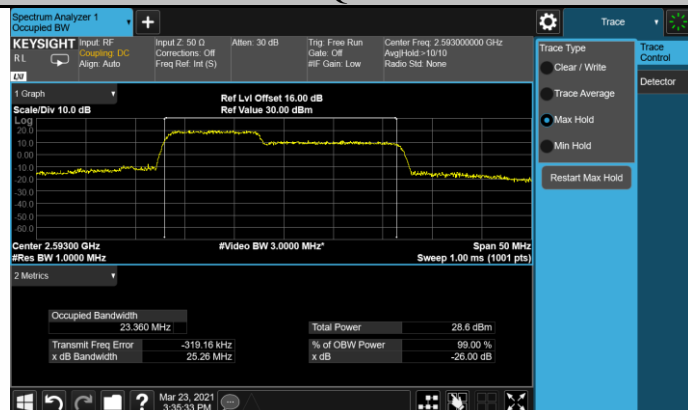 Spectrum Analyzer 1
Occupied BW
+
Trace
KEYSIGHT
R L
LXI
Input: RF
Coupling: DC
Align: Auto
Input Z: 50 Ω
Corrections: Off
Freq Ref: Int (S)
Atten: 30 dB
Trig: Free Run
Gate: Off
#IF Gain: Low
Center Freq: 2.593000000 GHz
Avg|Hold:>10/10
Radio Std: None
Trace Type
Clear / Write
Trace Average
Max Hold
Min Hold
Restart Max Hold
Trace
Control
Detector
1 Graph
Scale/Div 10.0 dB
Ref Lvl Offset 16.00 dB
Ref Value 30.00 dBm
Log
20.0
10.0
0.00
-10.0
-20.0
-30.0
-40.0
-50.0
-60.0
Center 2.59300 GHz
#Res BW 1.0000 MHz
#Video BW 3.0000 MHz*
Span 50 MHz
Sweep 1.00 ms (1001 pts)
2 Metrics
Occupied Bandwidth
23.360 MHz
Total Power 28.6 dBm
Transmit Freq Error -319.16 kHz
% of OBW Power 99.00 %
x dB Bandwidth 25.26 MHz
x dB -26.00 dB
?
Mar 23, 2021
3:35:33 PM